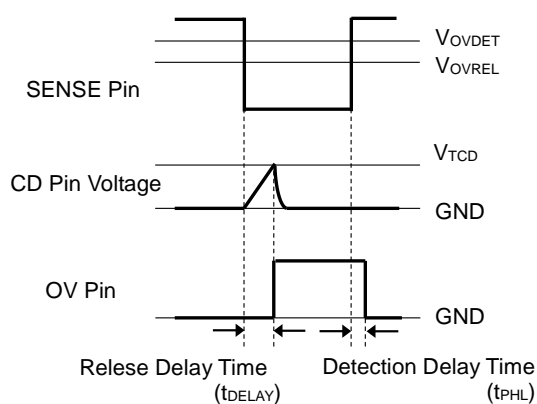 VOVDET
VOVREL
SENSE Pin
VTCD
CD Pin Voltage
GND
OV Pin
GND
Relese Delay Time
(tDELAY)
Detection Delay Time
(tPHL)